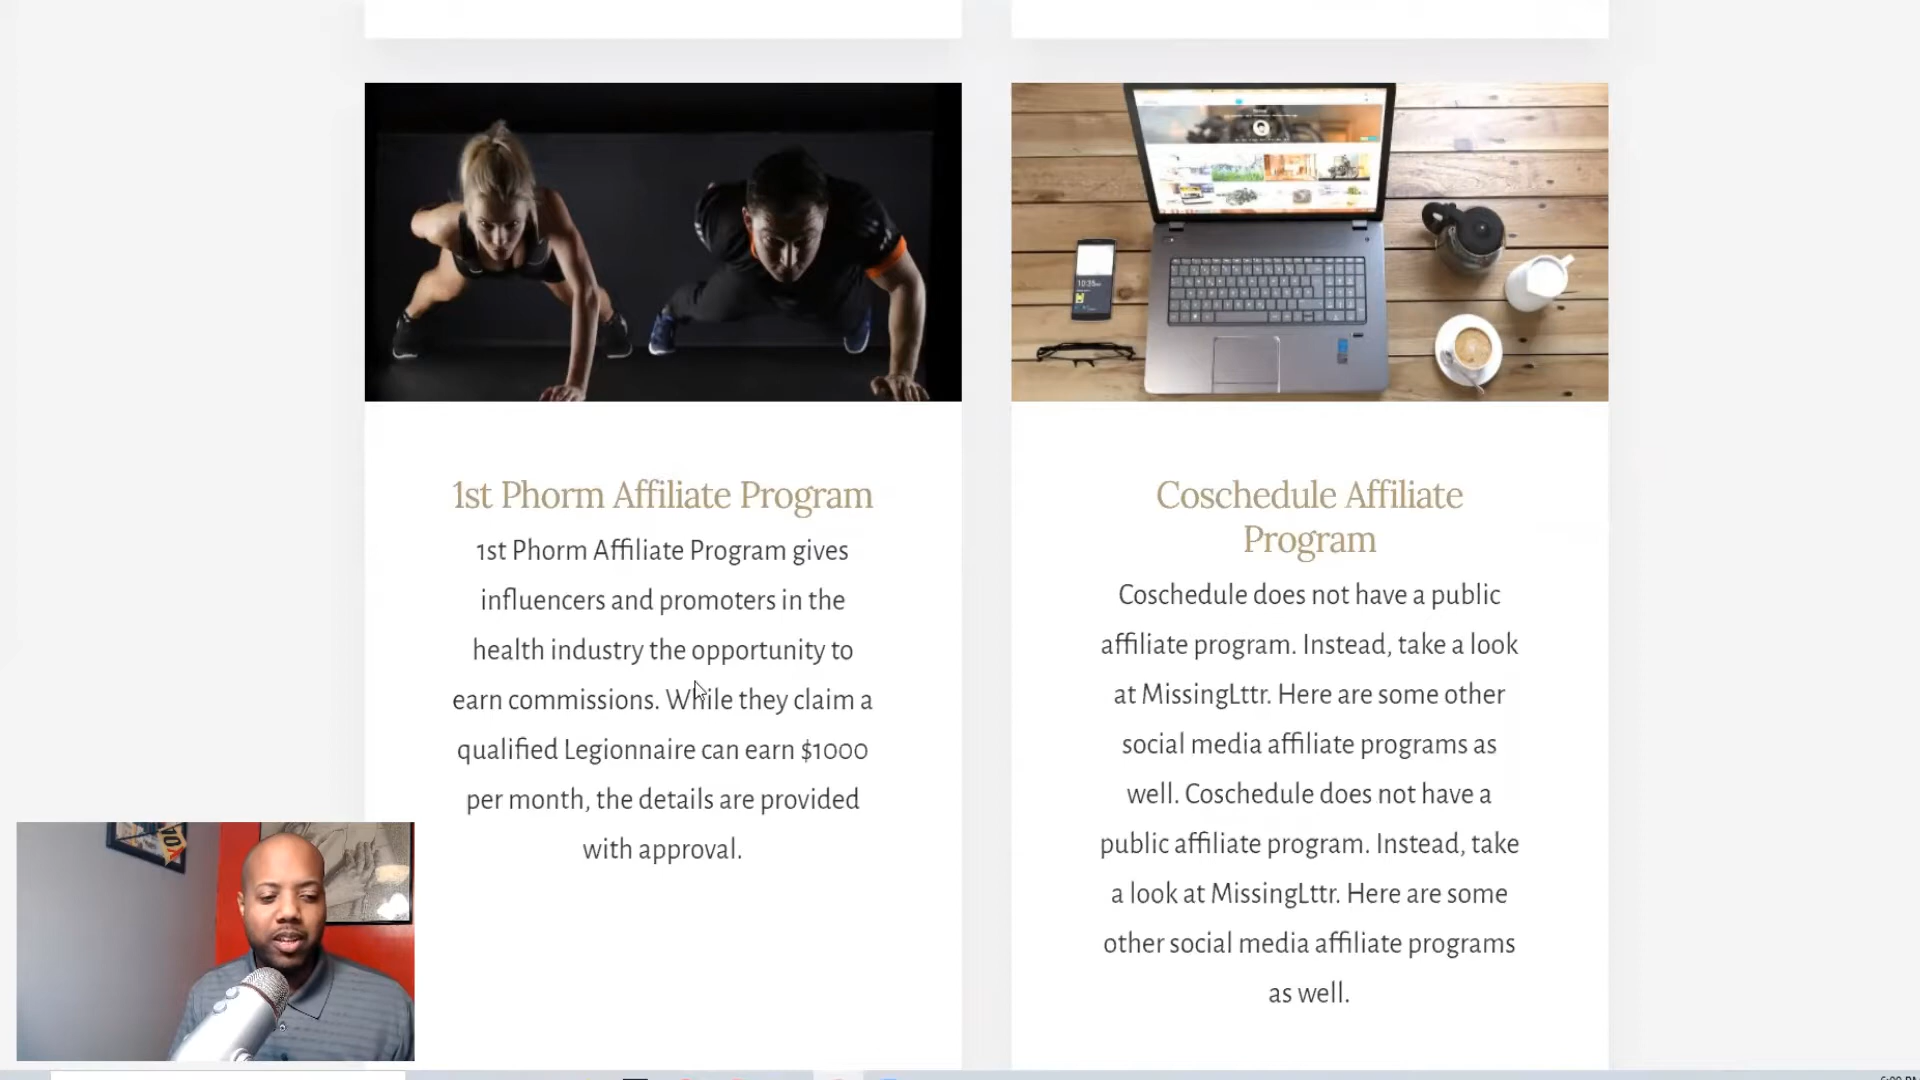 1st Phorm Affiliate Program
1st Phorm Affiliate Program gives
influencers and promoters in the
health industry the opportunity to
earn commissions. While they claim a
qualified Legionnaire can earn $1000
per month, the details are provided
with approval.
Coschedule Affiliate
Program
Coschedule does not have a public
affiliate program. Instead, take a look
at MissingLttr. Here are some other
social media affiliate programs as
well. Coschedule does not have a
public affiliate program. Instead, take
a look at MissingLttr. Here are some
other social media affiliate programs
as well.